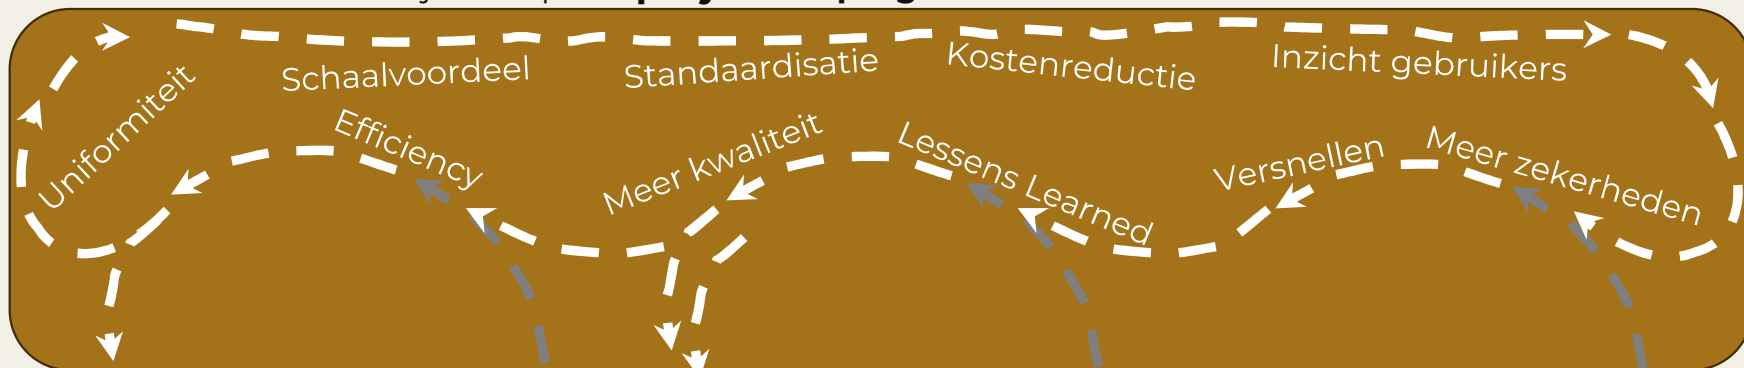 Uniformiteit
Schaalvoordeel
Standaardisatie
Kostenreductie
Inzicht gebruikers
Efficiency
Meer kwaliteit
Lessens Learned
Versnellen
Meer zekerheden